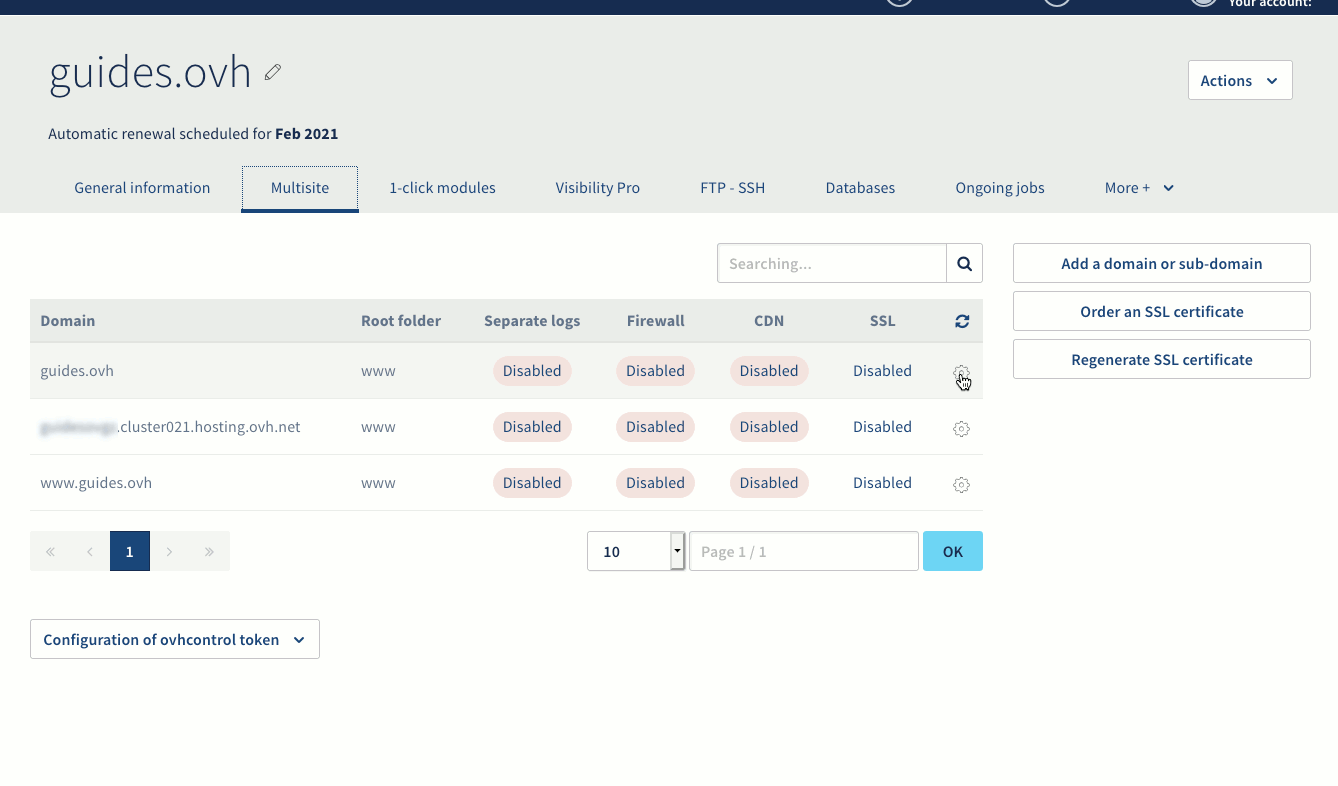 Your account:
guides.ovh
Actions
Automatic renewal scheduled for Feb 2021
General information Multisite 1-click modules Visibility Pro FTP - SSH Databases Ongoing jobs More +
Searching...
Add a domain or sub-domain
Order an SSL certificate
Regenerate SSL certificate
Domain Root folder Separate logs Firewall CDN SSL
guides.ovh www Disabled Disabled Disabled Disabled
.cluster021.hosting.ovh.net www Disabled Disabled Disabled Disabled
www.guides.ovh www Disabled Disabled Disabled Disabled
« ‹ 1 › » 10 Page 1 / 1 OK
Configuration of ovhcontrol token